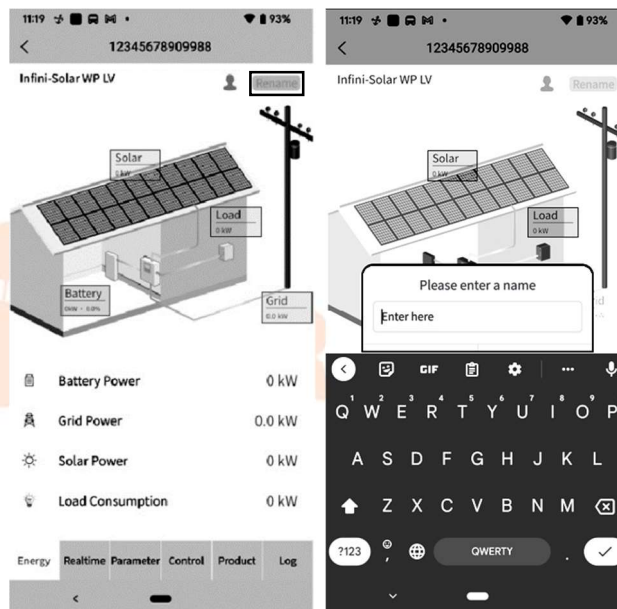 11:19
93%
12345678909988
Infini-Solar WP LV
Rename
Solar
0 kW
Load
0 kW
Battery
0kW • 0.0%
Grid
0.0 kW
Battery Power 0 kW
Grid Power 0.0 kW
Solar Power 0 kW
Load Consumption 0 kW
Energy Realtime Parameter Control Product Log
11:19
93%
12345678909988
Infini-Solar WP LV
Rename
Solar
0 kW
Load
0 kW
Please enter a name
Enter here
GIF
1 2 3 4 5 6 7 8 9
Q W E R T Y U I O P
A S D F G H J K L
Z X C V B N M
?123 , QWERTY .